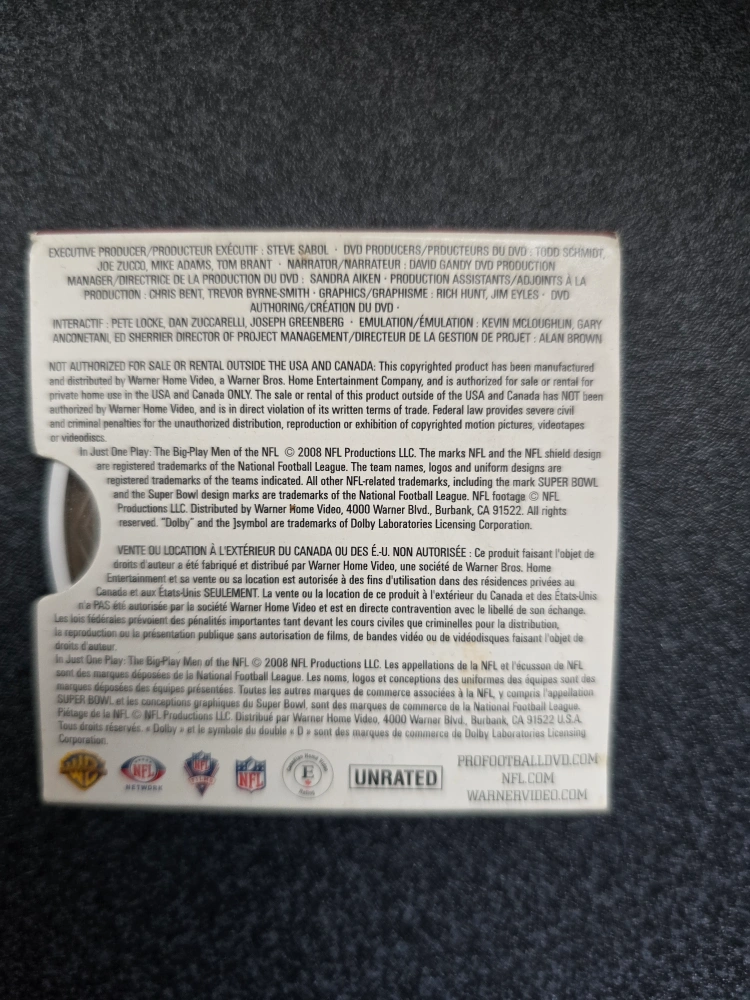 EXECUTIVE PRODUCER/PRODUCTEUR EXÉCUTIF : STEVE SABOL · DVD PRODUCERS/PRDUCTEURS DU DVD : TODD SCHMIDT,
JOE ZUCCO, MIKE ADAMS, TOM BRANT · NARRATOR/NARRATEUR : DAVID GANDY DVD PRODUCTION
MANAGER/DIRECTRICE DE LA PRODUCTION DU DVD : SANDRA AIKEN · PRODUCTION ASSISTANTS/ADJOINTS À LA
PRODUCTION : CHRIS BENT, TREVOR BYRNE-SMITH · GRAPHICS/GRAPHISME : RICH HUNT, JIM EYLES · DVD
AUTHORING/CRÉATION DU DVD ·
INTERACTIF : PETE LOCKE, DAN ZUCCARELLI, JOSEPH GREENBERG · EMULATION/ÉMULATION : KEVIN MCLOUGHLIN, GARY
ANCONETANI, ED SHERRIER DIRECTOR OF PROJECT MANAGEMENT/DIRECTEUR DE LA GESTION DE PROJET : ALAN BROWN
NOT AUTHORIZED FOR SALE OR RENTAL OUTSIDE THE USA AND CANADA: This copyrighted product has been manufactured
and distributed by Warner Home Video, a Warner Bros. Home Entertainment Company, and is authorized for sale or rental for
private home use in the USA and Canada ONLY. The sale or rental of this product outside of the USA and Canada has NOT been
authorized by Warner Home Video, and is in direct violation of its written terms of trade. Federal law provides severe civil
and criminal penalties for the unauthorized distribution, reproduction or exhibition of copyrighted motion pictures, videotapes
or videodiscs.
In Just One Play: The Big-Play Men of the NFL © 2008 NFL Productions LLC. The marks NFL and the NFL shield design
are registered trademarks of the National Football League. The team names, logos and uniform designs are
registered trademarks of the teams indicated. All other NFL-related trademarks, including the mark SUPER BOWL
and the Super Bowl design marks are trademarks of the National Football League. NFL footage © NFL
Productions LLC. Distributed by Warner Home Video, 4000 Warner Blvd., Burbank, CA 91522. All rights
reserved. "Dolby" and the ]symbol are trademarks of Dolby Laboratories Licensing Corporation.
VENTE OU LOCATION À L'EXTÉRIEUR DU CANADA OU DES É.-U. NON AUTORISÉE : Ce produit faisant l'objet de
droits d'auteur a été fabriqué et distribué par Warner Home Video, une société de Warner Bros. Home
Entertainment et sa vente ou sa location est autorisée à des fins d'utilisation dans des résidences privées au
Canada et aux États-Unis SEULEMENT. La vente ou la location de ce produit à l'extérieur du Canada et des États-Unis
n'a PAS été autorisée par la société Warner Home Video et est en directe contravention avec le libellé de son échange.
Les lois fédérales prévoient des pénalités importantes tant devant les cours civiles que criminelles pour la distribution,
la reproduction ou la présentation publique sans autorisation de films, de bandes vidéo ou de vidéodisques faisant l'objet de
droits d'auteur.
In Just One Play: The Big-Play Men of the NFL © 2008 NFL Productions LLC. Les appellations de la NFL et l'écusson de NFL
sont des marques déposées de la National Football League. Les noms, logos et conceptions des uniformes des équipes sont des
marques déposées des équipes présentées. Toutes les autres marques de commerce associées à la NFL, y compris l'appellation
SUPER BOWL et les conceptions graphiques du Super Bowl, sont des marques de commerce de la National Football League.
Piétage de la NFL © NFL Productions LLC. Distribué par Warner Home Video, 4000 Warner Blvd., Burbank, CA 91522 U.S.A.
Tous droits réservés. « Dolby » et le symbole du double « D » sont des marques de commerce de Dolby Laboratories Licensing
Corporation.
WB NFL NETWORK NFL FILMS NFL E UNRATED
PROFOOTBALLDVD.COM
NFL.COM
WARNERVIDEO.COM